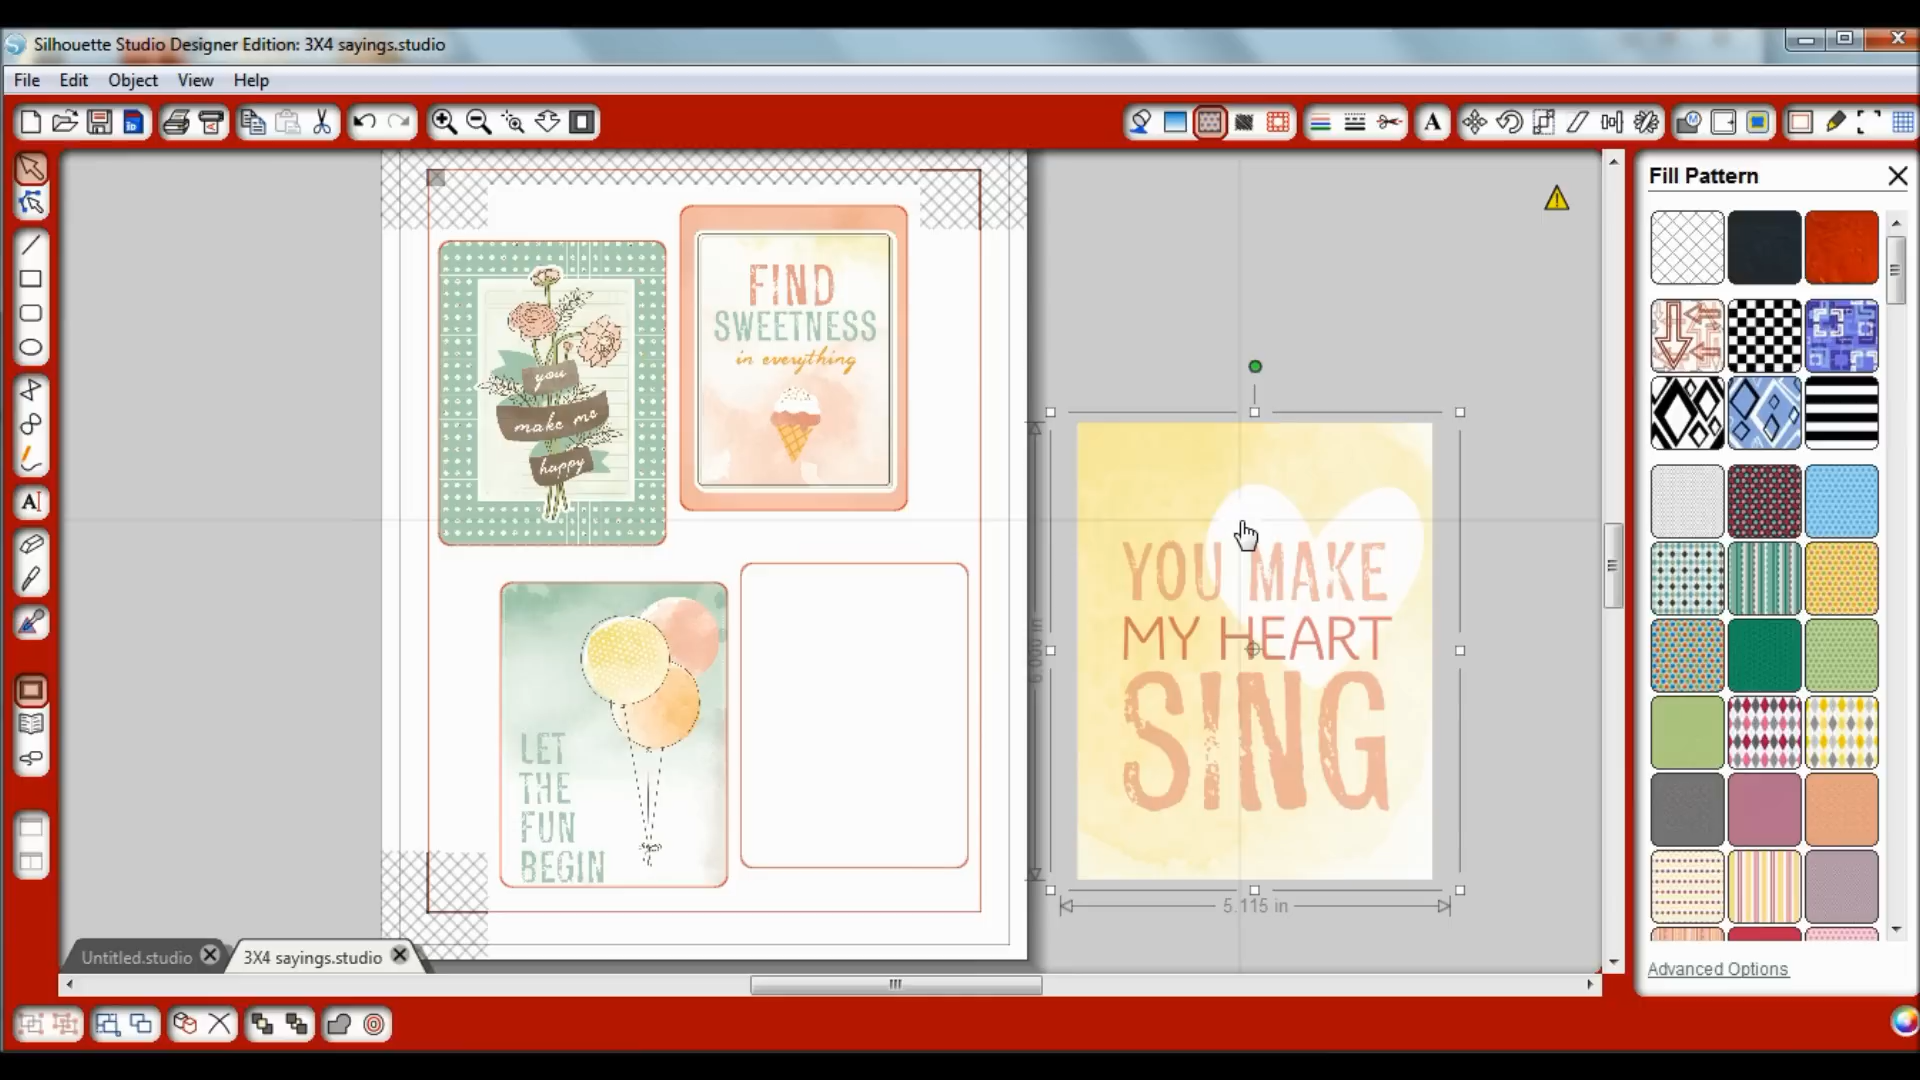 Silhouette Studio Designer Edition: 3X4 sayings.studio
File Edit Object View Help
Fill Pattern
FIND
SWEETNESS
in everything
you
make me
happy
YOU MAKE
MY HEART
SING
LET
THE
FUN
BEGIN
5.115 in
Untitled.studio
3X4 sayings.studio
Advanced Options